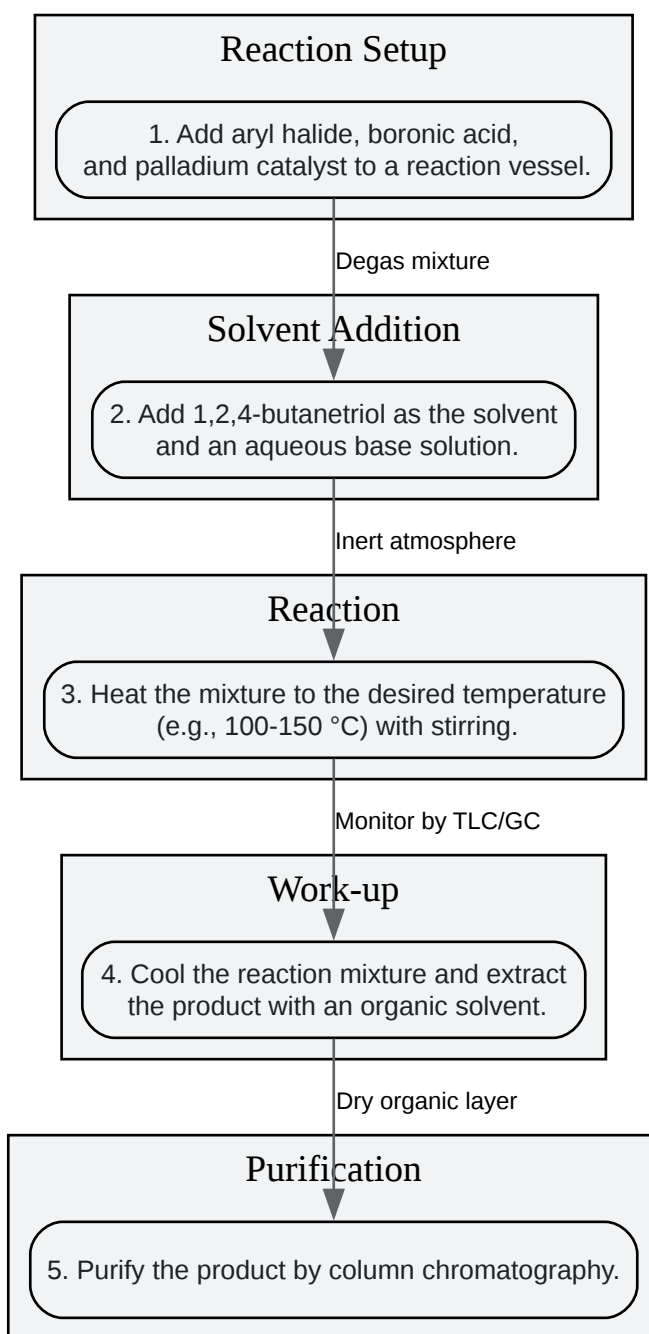 Reaction Setup
1. Add aryl halide, boronic acid,
and palladium catalyst to a reaction vessel.
Degas mixture
Solvent Addition
2. Add 1,2,4-butanetriol as the solvent
and an aqueous base solution.
Inert atmosphere
Reaction
3. Heat the mixture to the desired temperature
(e.g., 100-150 °C) with stirring.
Monitor by TLC/GC
Work-up
4. Cool the reaction mixture and extract
the product with an organic solvent.
Dry organic layer
Purification
5. Purify the product by column chromatography.